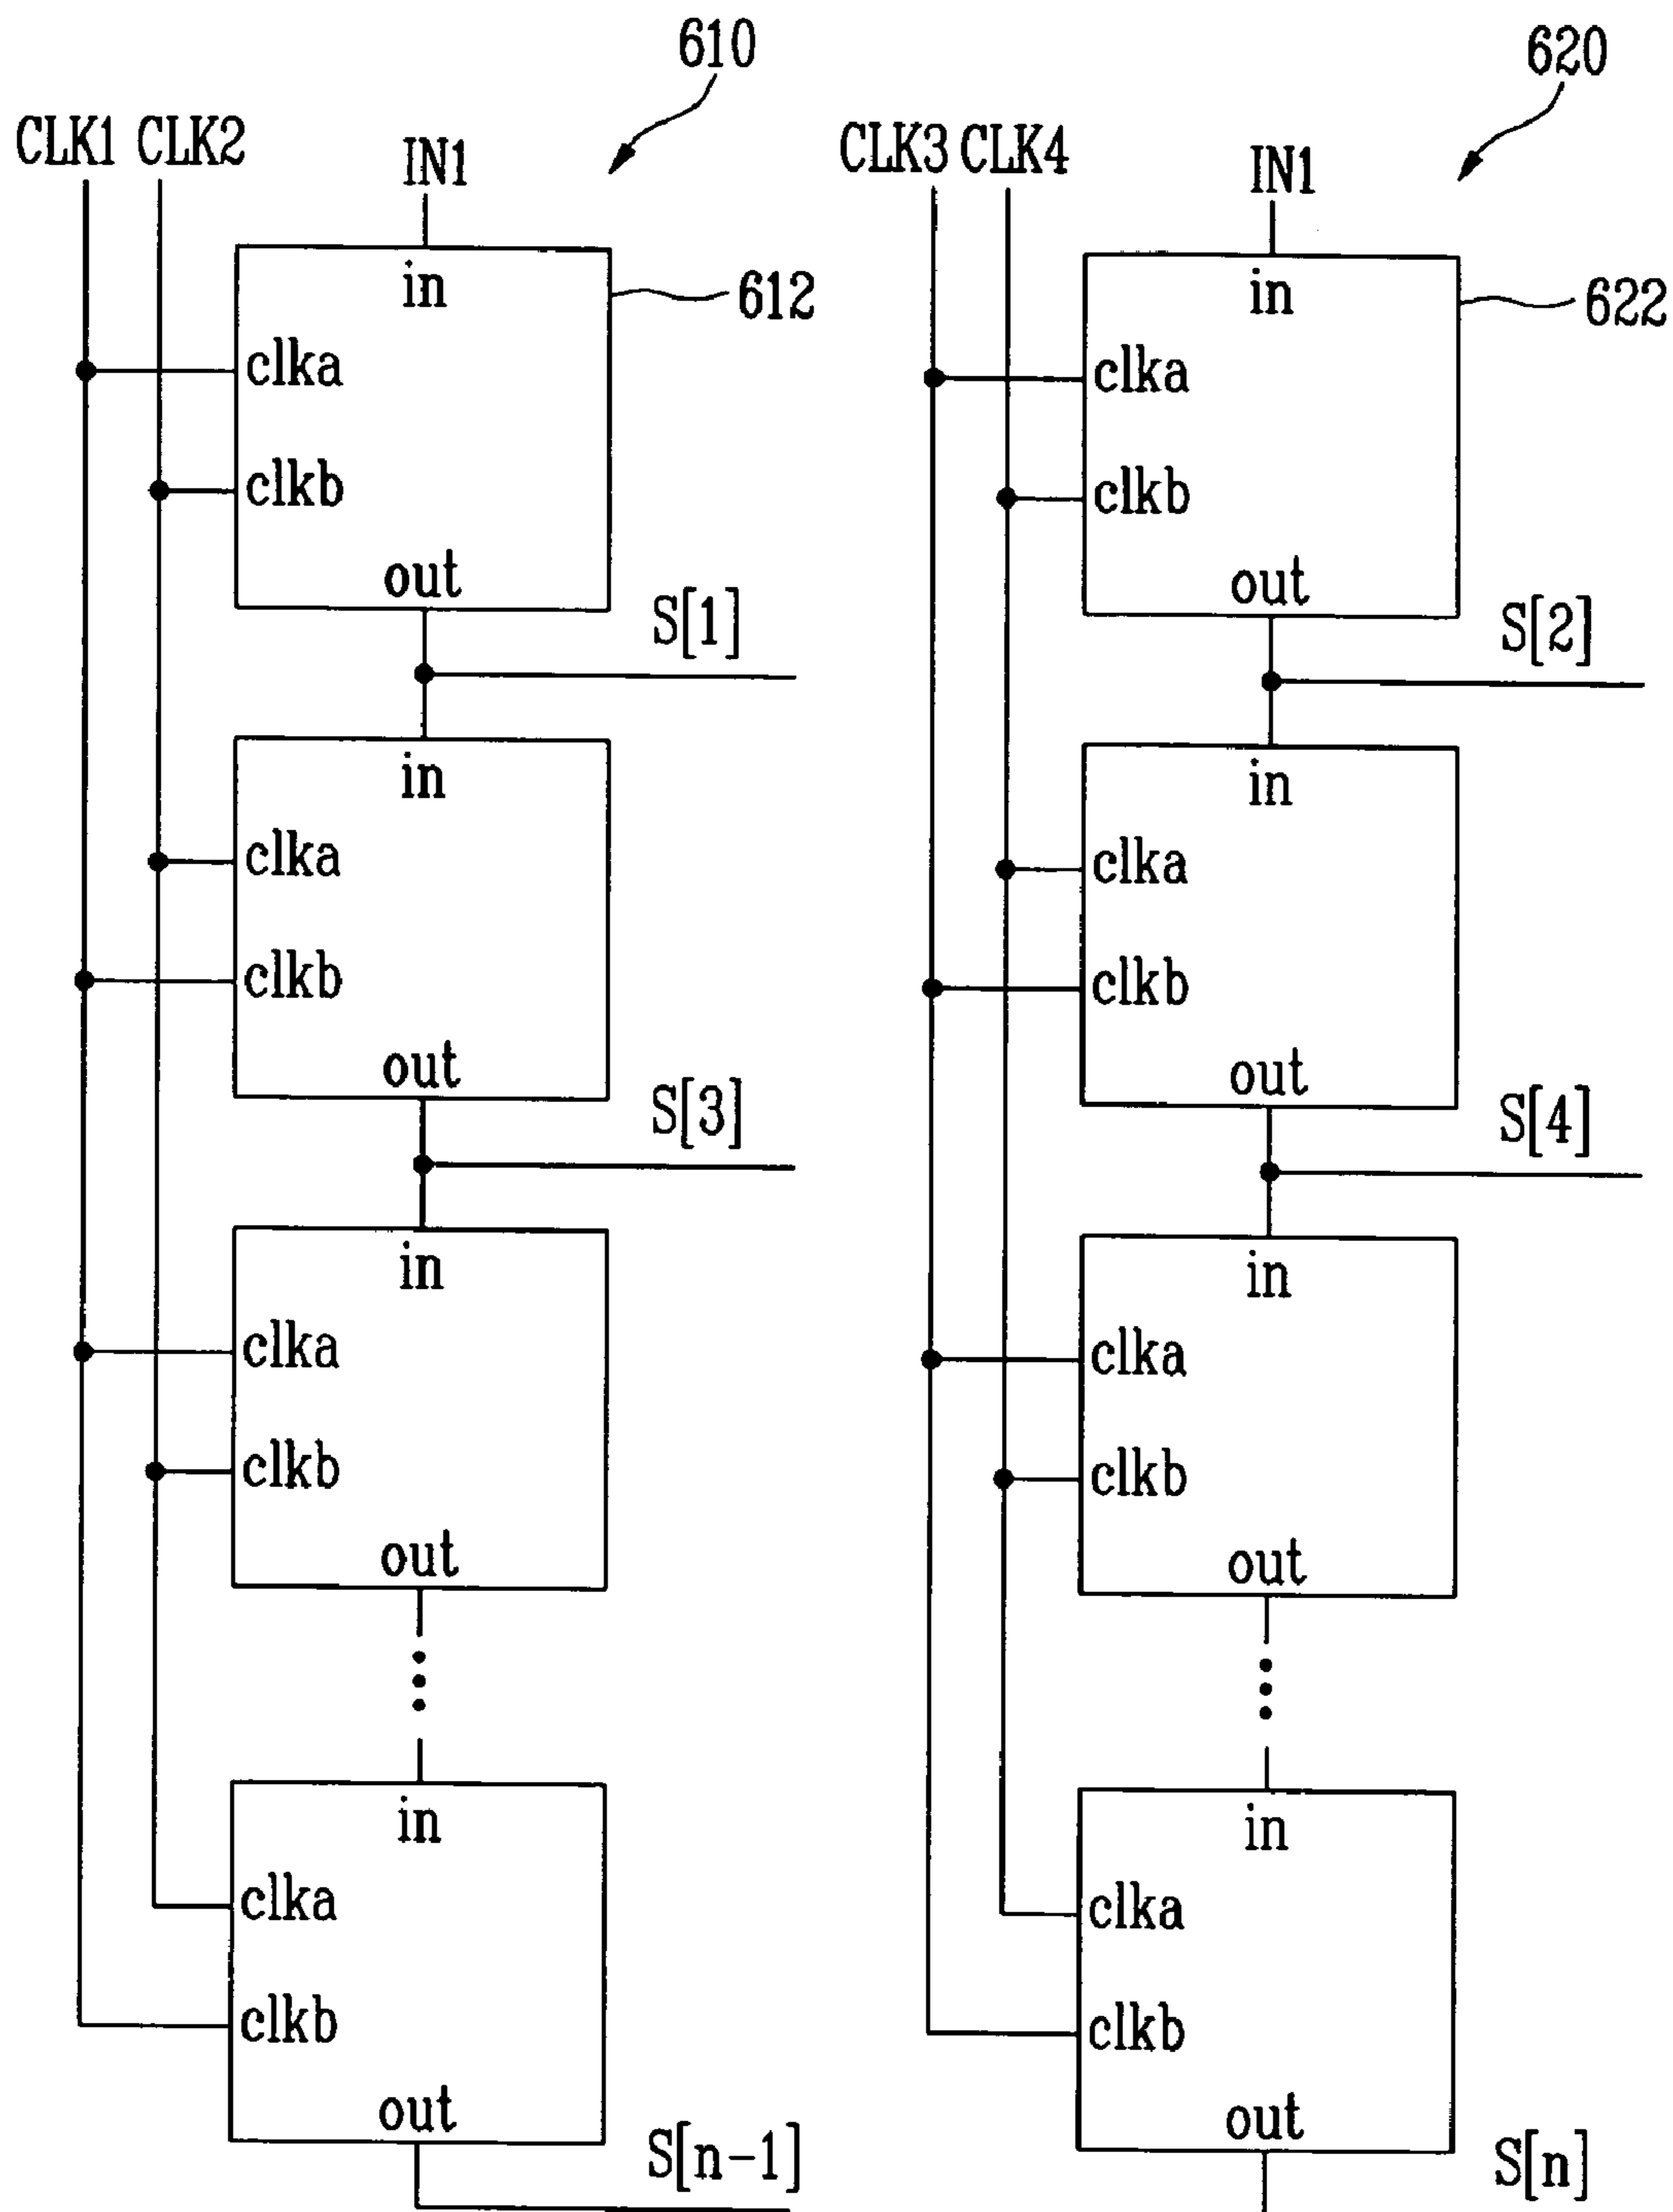 610
CLK1 CLK2
IN1
in
612
clka
clkb
out
S[1]
in
clka
clkb
out
S[3]
in
clka
clkb
out
in
clka
clkb
out
S[n-1]
620
CLK3 CLK4
IN1
in
622
clka
clkb
out
S[2]
in
clka
clkb
out
S[4]
in
clka
clkb
out
in
clka
clkb
out
S[n]